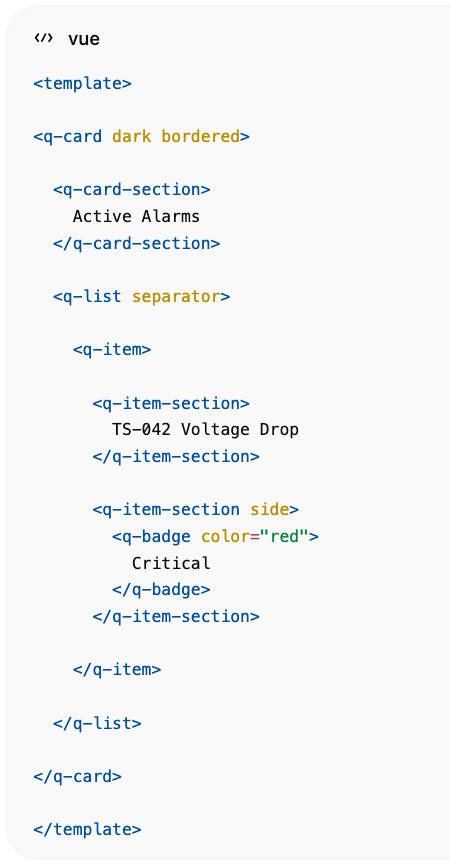 </> vue
<template>
<q-card dark bordered>
<q-card-section>
Active Alarms
</q-card-section>
<q-list separator>
<q-item>
<q-item-section>
TS-042 Voltage Drop
</q-item-section>
<q-item-section side>
<q-badge color="red">
Critical
</q-badge>
</q-item-section>
</q-item>
</q-list>
</q-card>
</template>